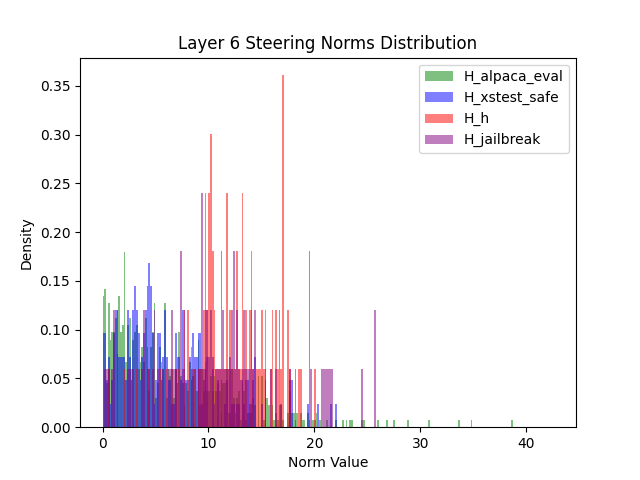 Layer 6 Steering Norms Distribution
H_alpaca_eval
H_xstest_safe
H_h
H_jailbreak
0.35
0.30
0.25
0.20
0.15
0.10
0.05
0.00
Density
0 10 20 30 40
Norm Value